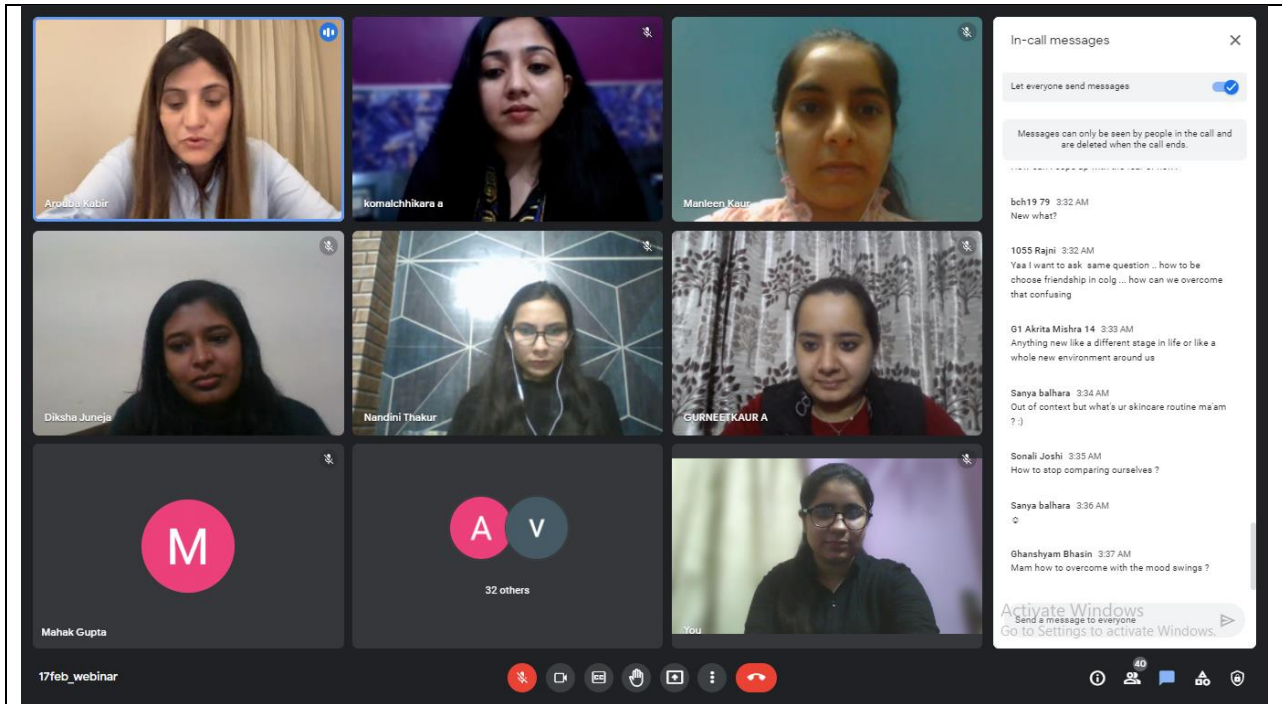 Arouba Kabir
komalchhikara a
Manleen Kaur
Diksha Juneja
Nandini Thakur
GURNEETKAUR A
M
Mahak Gupta
A V
32 others
You
In-call messages
Let everyone send messages
Messages can only be seen by people in the call and
are deleted when the call ends.
bch19 79 3:32 AM
New what?
1055 Rajni 3:32 AM
Yaa I want to ask same question .. how to be
choose friendship in colg ... how can we overcome
that confusing
G1 Akrita Mishra 14 3:33 AM
Anything new like a different stage in life or like a
whole new environment around us
Sanya balhara 3:34 AM
Out of context but what's ur skincare routine ma'am
? :)
Sonali Joshi 3:35 AM
How to stop comparing ourselves ?
Sanya balhara 3:36 AM
Ghanshyam Bhasin 3:37 AM
Mam how to overcome with the mood swings ?
Activate Windows
Send a message to everyone
Go to Settings to activate Windows.
17feb_webinar
CC
40